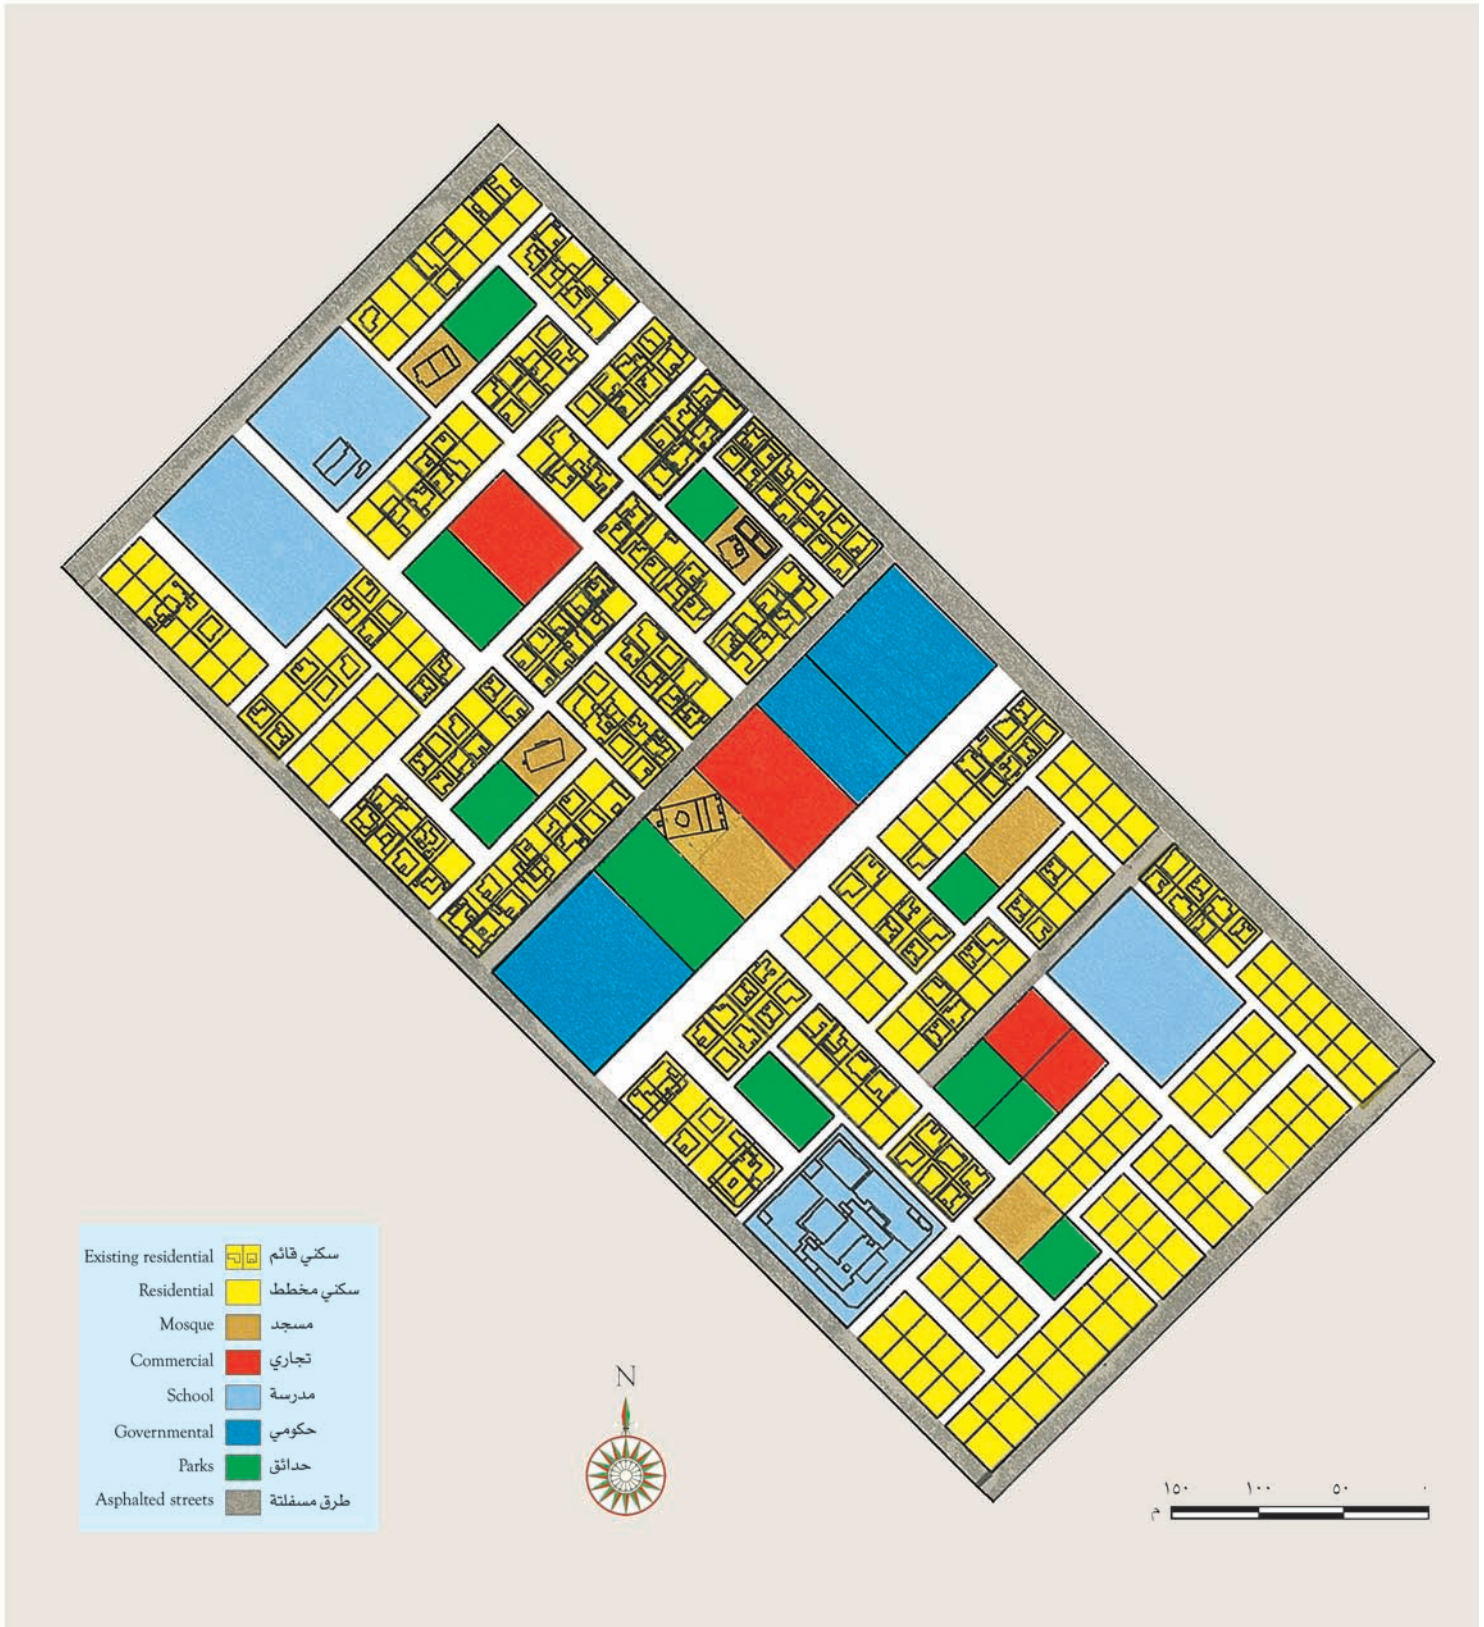 Existing residential سكني قائم
Residential سكني مخطط
Mosque مسجد
Commercial تجاري
School مدرسة
Governmental حكومي
Parks حدائق
Asphalted streets طرق مسفلتة
N
١٥٠ ١٠٠ ٥٠ ٠
م